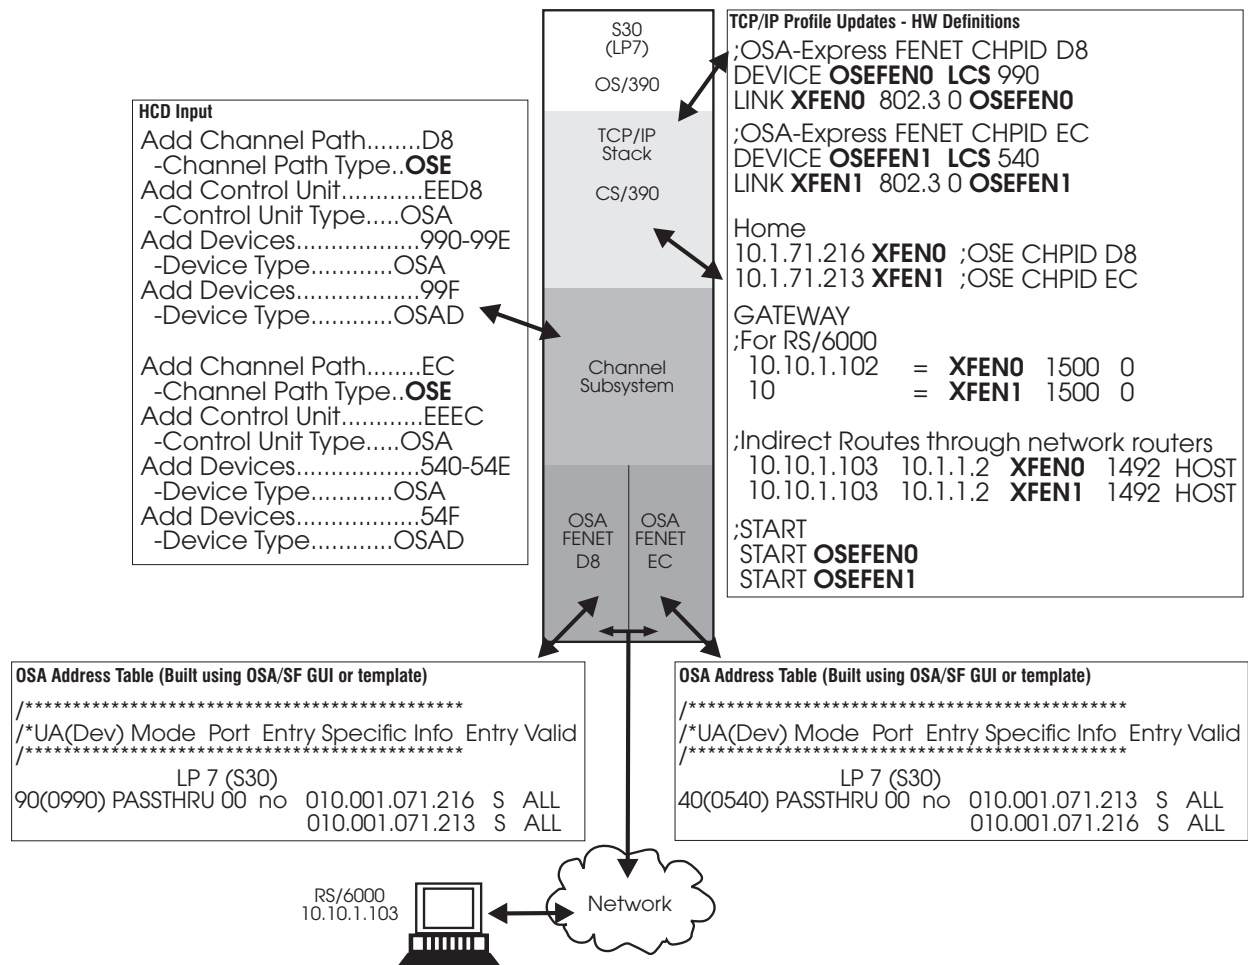 S30
(LP7)
OS/390
TCP/IP
Stack
CS/390
Channel
Subsystem
OSA
FENET
D8
OSA
FENET
EC
HCD Input
Add Channel Path........D8
-Channel Path Type..OSE
Add Control Unit............EED8
-Control Unit Type.....OSA
Add Devices...................990-99E
-Device Type............OSA
Add Devices...................99F
-Device Type............OSAD
Add Channel Path........EC
-Channel Path Type..OSE
Add Control Unit............EEEC
-Control Unit Type.....OSA
Add Devices...................540-54E
-Device Type............OSA
Add Devices...................54F
-Device Type............OSAD
TCP/IP Profile Updates - HW Definitions
;OSA-Express FENET CHPID D8
DEVICE OSEFEN0 LCS 990
LINK XFEN0 802.3 0 OSEFEN0
;OSA-Express FENET CHPID EC
DEVICE OSEFEN1 LCS 540
LINK XFEN1 802.3 0 OSEFEN1
Home
10.1.71.216 XFEN0 ;OSE CHPID D8
10.1.71.213 XFEN1 ;OSE CHPID EC
GATEWAY
;For RS/6000
10.10.1.102 = XFEN0 1500 0
10 = XFEN1 1500 0
;Indirect Routes through network routers
10.10.1.103 10.1.1.2 XFEN0 1492 HOST
10.10.1.103 10.1.1.2 XFEN1 1492 HOST
;START
START OSEFEN0
START OSEFEN1
OSA Address Table (Built using OSA/SF GUI or template)
/***********************************************
/*UA(Dev) Mode Port Entry Specific Info Entry Valid
/***********************************************
LP 7 (S30)
90(0990) PASSTHRU 00 no 010.001.071.216 S ALL
010.001.071.213 S ALL
OSA Address Table (Built using OSA/SF GUI or template)
/***********************************************
/*UA(Dev) Mode Port Entry Specific Info Entry Valid
/***********************************************
LP 7 (S30)
40(0540) PASSTHRU 00 no 010.001.071.213 S ALL
010.001.071.216 S ALL
RS/6000
10.10.1.103
Network